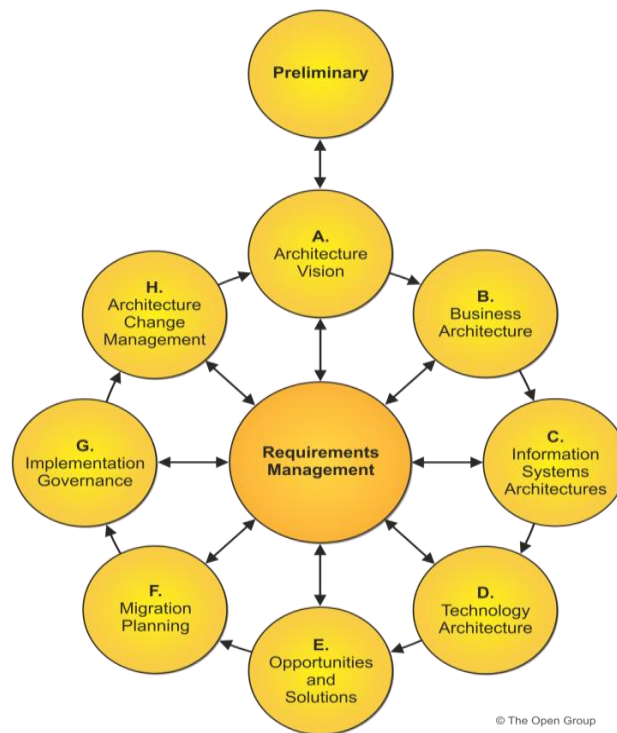 Preliminary
A.
Architecture
Vision
B.
Business
Architecture
C.
Information
Systems
Architectures
D.
Technology
Architecture
E.
Opportunities
and
Solutions
F.
Migration
Planning
G.
Implementation
Governance
H.
Architecture
Change
Management
Requirements
Management
© The Open Group